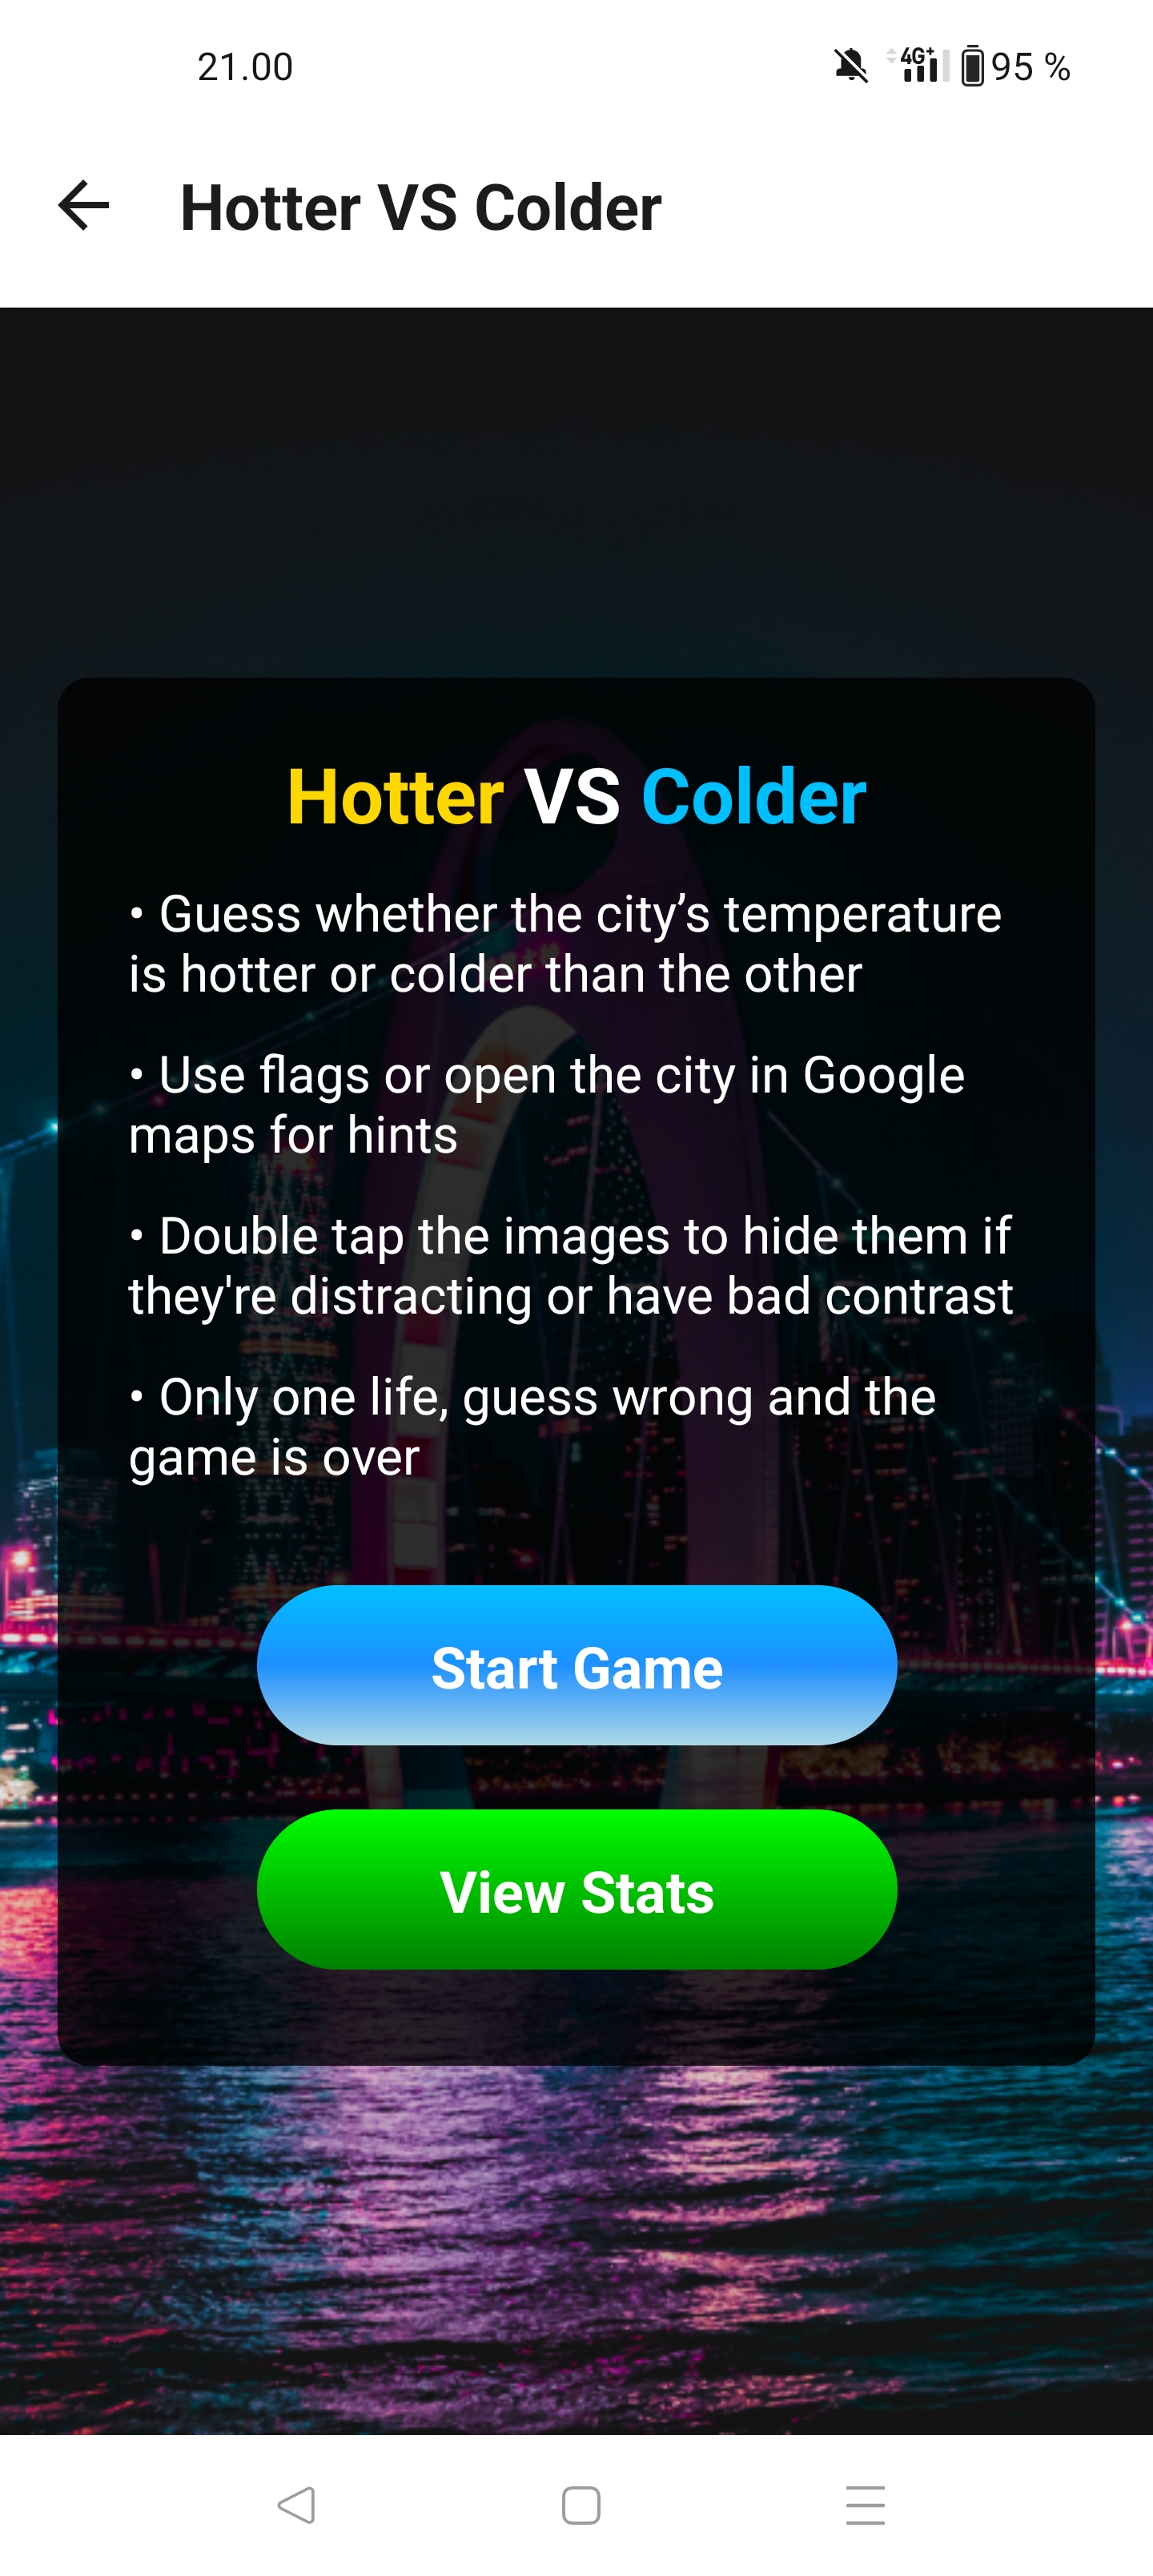 21.00
4G+
95 %
Hotter VS Colder
Hotter VS Colder
• Guess whether the city’s temperature
is hotter or colder than the other
• Use flags or open the city in Google
maps for hints
• Double tap the images to hide them if
they're distracting or have bad contrast
• Only one life, guess wrong and the
game is over
Start Game
View Stats